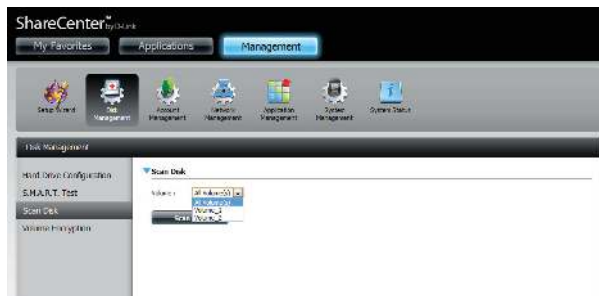 ShareCenter™ by D-Link
My Favorites Applications Management
Setup Wizard Disk Management Account Management Network Management Application Management System Management System Status
Disk Management
Hard Drive Configuration
S.M.A.R.T. Test
Scan Disk
Volume Encryption
Scan Disk
Volume : All Volume(s)
All Volume(s)
Volume_1
Volume_2
Scan